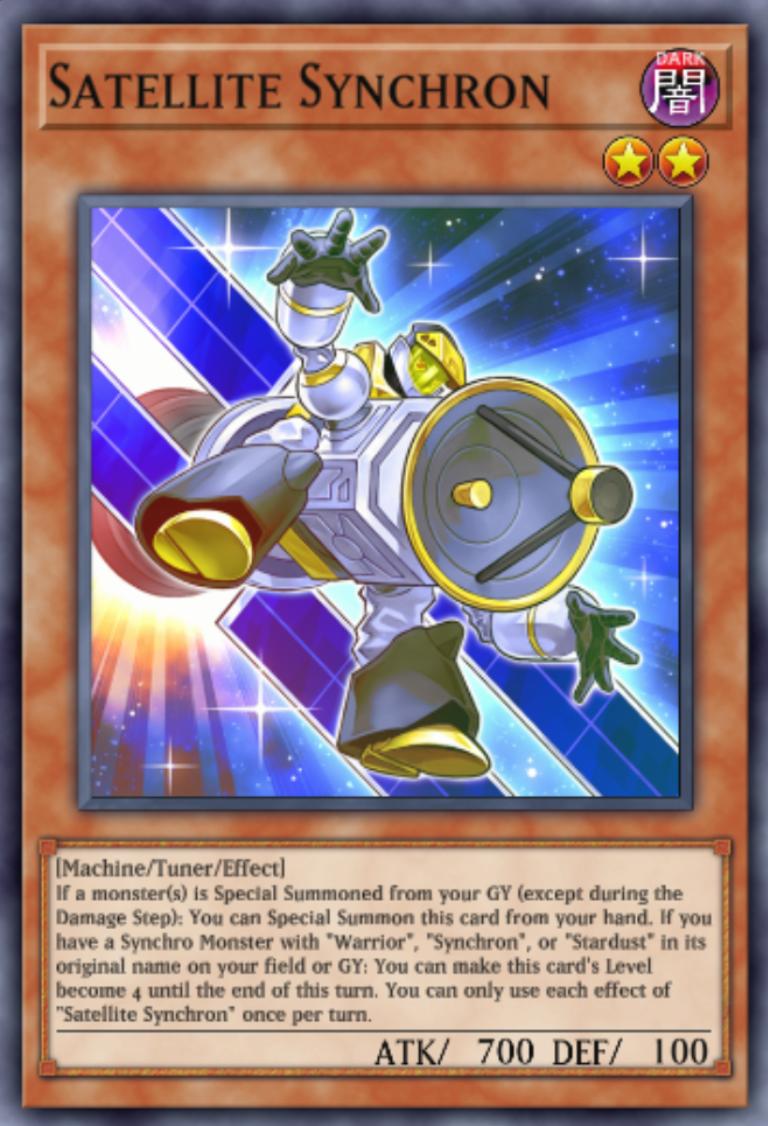 Satellite Synchron
DARK
闇
[Machine/Tuner/Effect]
If a monster(s) is Special Summoned from your GY (except during the
Damage Step): You can Special Summon this card from your hand. If you
have a Synchro Monster with "Warrior", "Synchron", or "Stardust" in its
original name on your field or GY: You can make this card's Level
become 4 until the end of this turn. You can only use each effect of
"Satellite Synchron" once per turn.
ATK/ 700 DEF/ 100